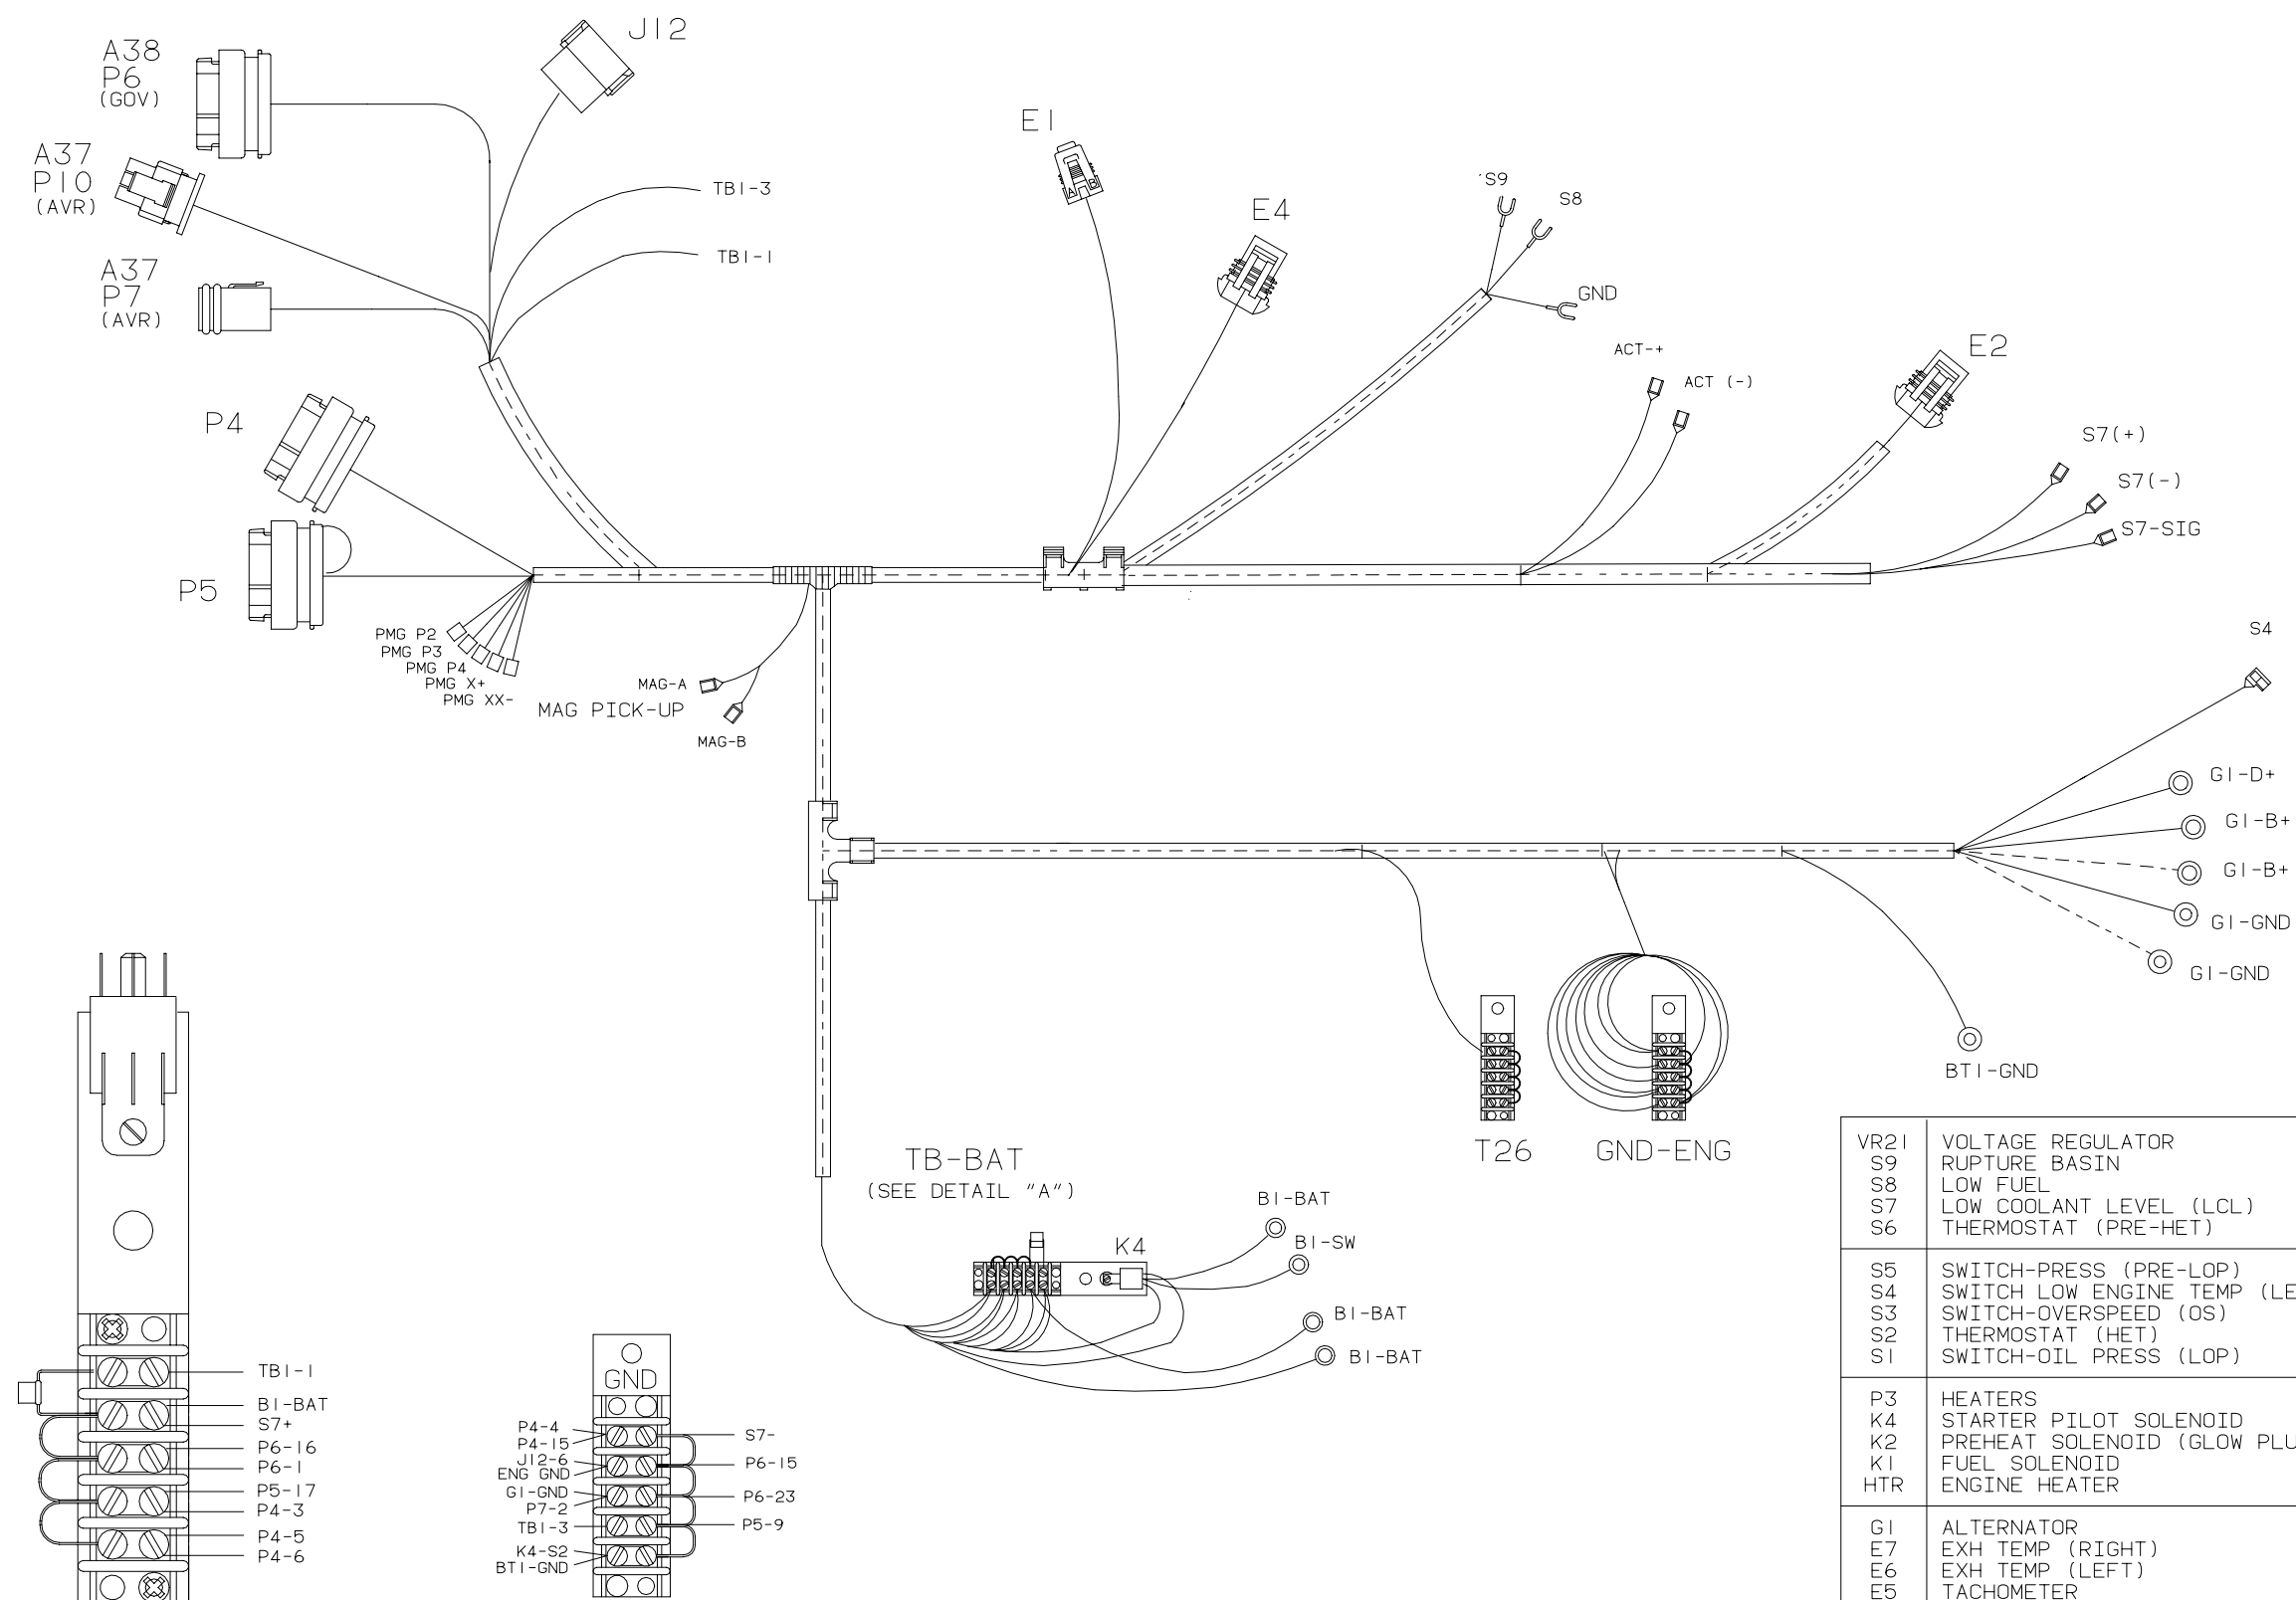 A38
P6
(GOV)
J12
A37
P10
(AVR)
A37
P7
(AVR)
TB1-3
TB1-1
P4
P5
PMG P2
PMG P3
PMG P4
PMG X+
PMG XX-
MAG-A
MAG PICK-UP
MAG-B
E1
A B
E4
S9
S8
GND
ACT-+
ACT (-)
E2
S7(+)
S7(-)
S7-SIG
S4
G1-D+
G1-B+
G1-B+
G1-GND
G1-GND
BT1-GND
T26
GND-ENG
TB-BAT
(SEE DETAIL "A")
K4
B1-BAT
B1-SW
B1-BAT
B1-BAT
TB1-1
B1-BAT
S7+
P6-16
P6-1
P5-17
P4-3
P4-5
P4-6
GND
P4-4
P4-15
J12-6
ENG GND
G1-GND
P7-2
TB1-3
K4-S2
BT1-GND
S7-
P6-15
P6-23
P5-9
VR21 VOLTAGE REGULATOR
S9 RUPTURE BASIN
S8 LOW FUEL
S7 LOW COOLANT LEVEL (LCL)
S6 THERMOSTAT (PRE-HET)
S5 SWITCH-PRESS (PRE-LOP)
S4 SWITCH LOW ENGINE TEMP (LE
S3 SWITCH-OVERSPEED (OS)
S2 THERMOSTAT (HET)
S1 SWITCH-OIL PRESS (LOP)
P3 HEATERS
K4 STARTER PILOT SOLENOID
K2 PREHEAT SOLENOID (GLOW PLU
K1 FUEL SOLENOID
HTR ENGINE HEATER
G1 ALTERNATOR
E7 EXH TEMP (RIGHT)
E6 EXH TEMP (LEFT)
E5 TACHOMETER